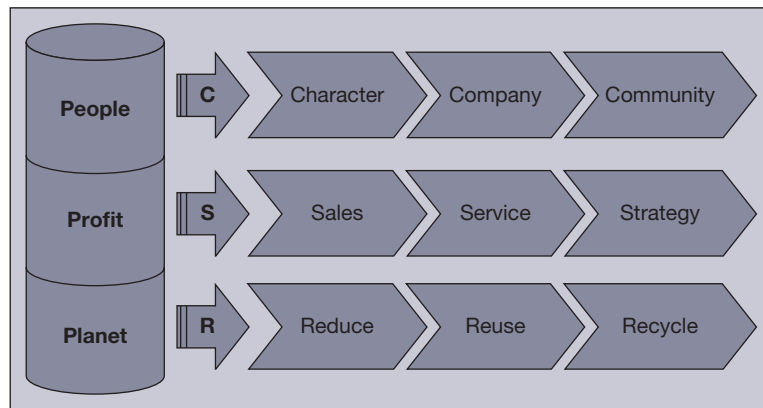 People C Character Company Community
Profit S Sales Service Strategy
Planet R Reduce Reuse Recycle